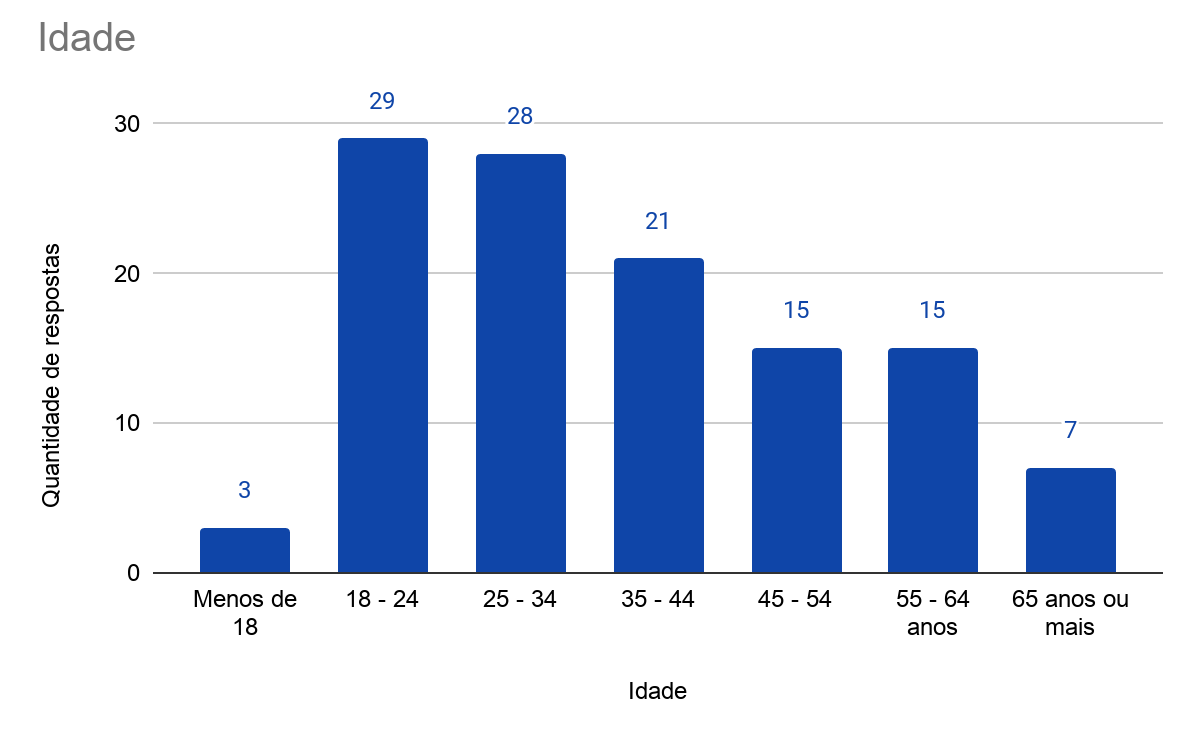 Idade
29
28
30
21
20
15
15
10
7
3
0
Quantidade de respostas
Menos de 18
18 - 24
25 - 34
35 - 44
45 - 54
55 - 64 anos
65 anos ou mais
Idade